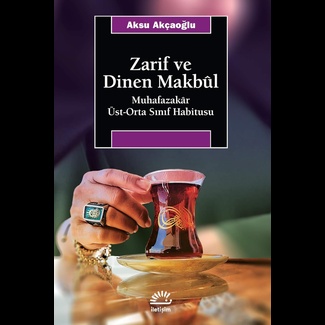 Aksu Akçaoğlu
Zarif ve
Dinen Makbûl
Muhafazakâr
Üst-Orta Sınıf Habitusu
iletişim